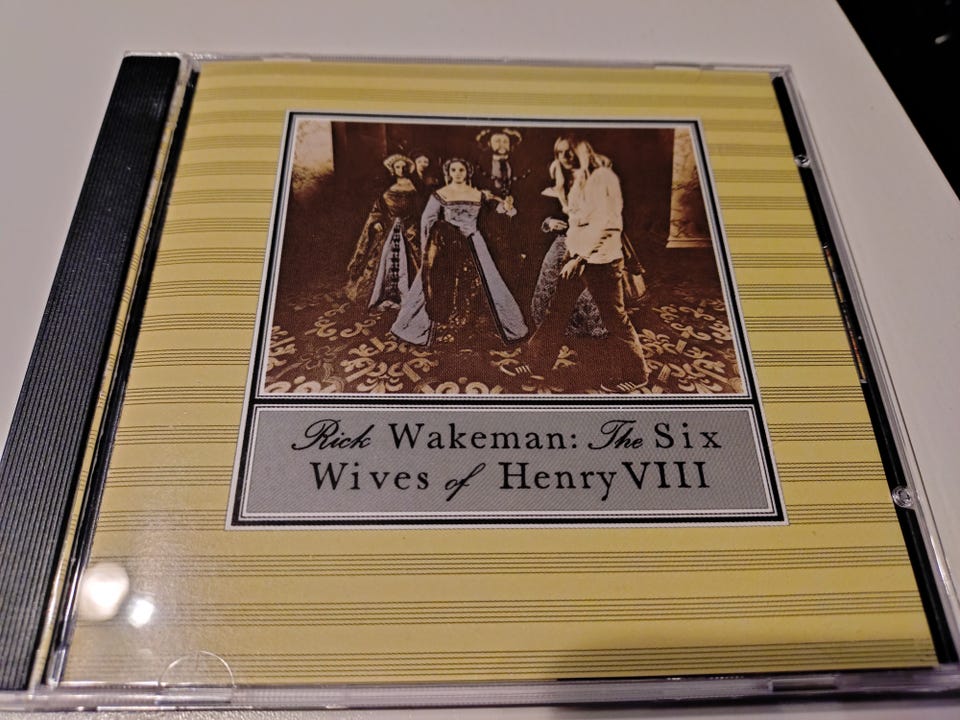 Rick Wakeman: The Six
Wives of Henry VIII